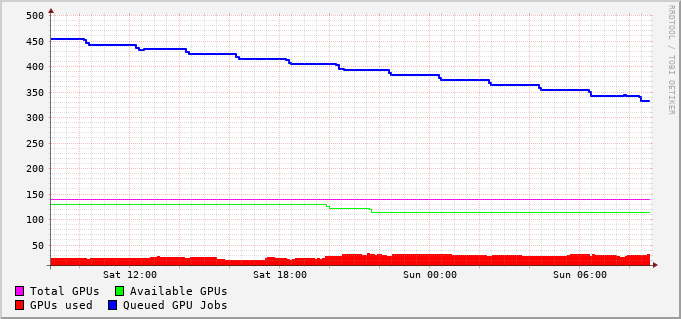 500
450
400
350
300
250
200
150
100
50
Sat 12:00 Sat 18:00 Sun 00:00 Sun 06:00
Total GPUs Available GPUs
GPUs used Queued GPU Jobs
RRDTOOL / TOBI OETIKER